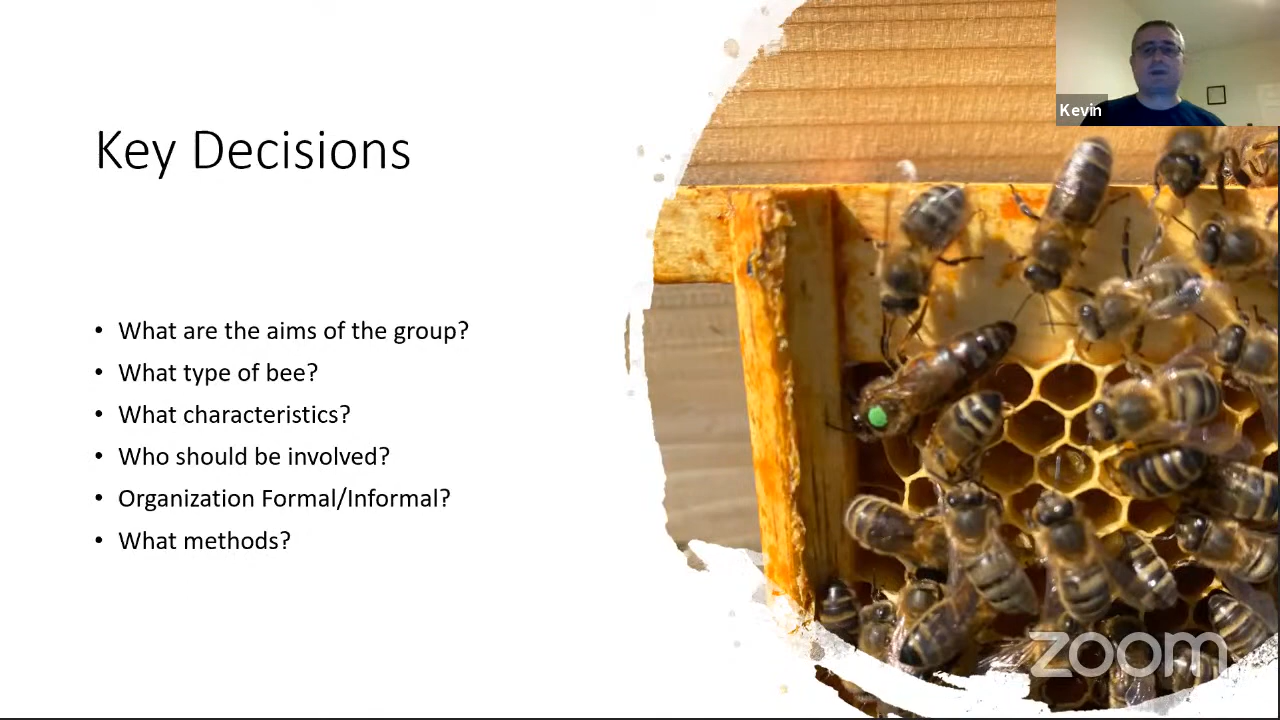 Kevin
Key Decisions
• What are the aims of the group?
• What type of bee?
• What characteristics?
• Who should be involved?
• Organization Formal/Informal?
• What methods?
zoom